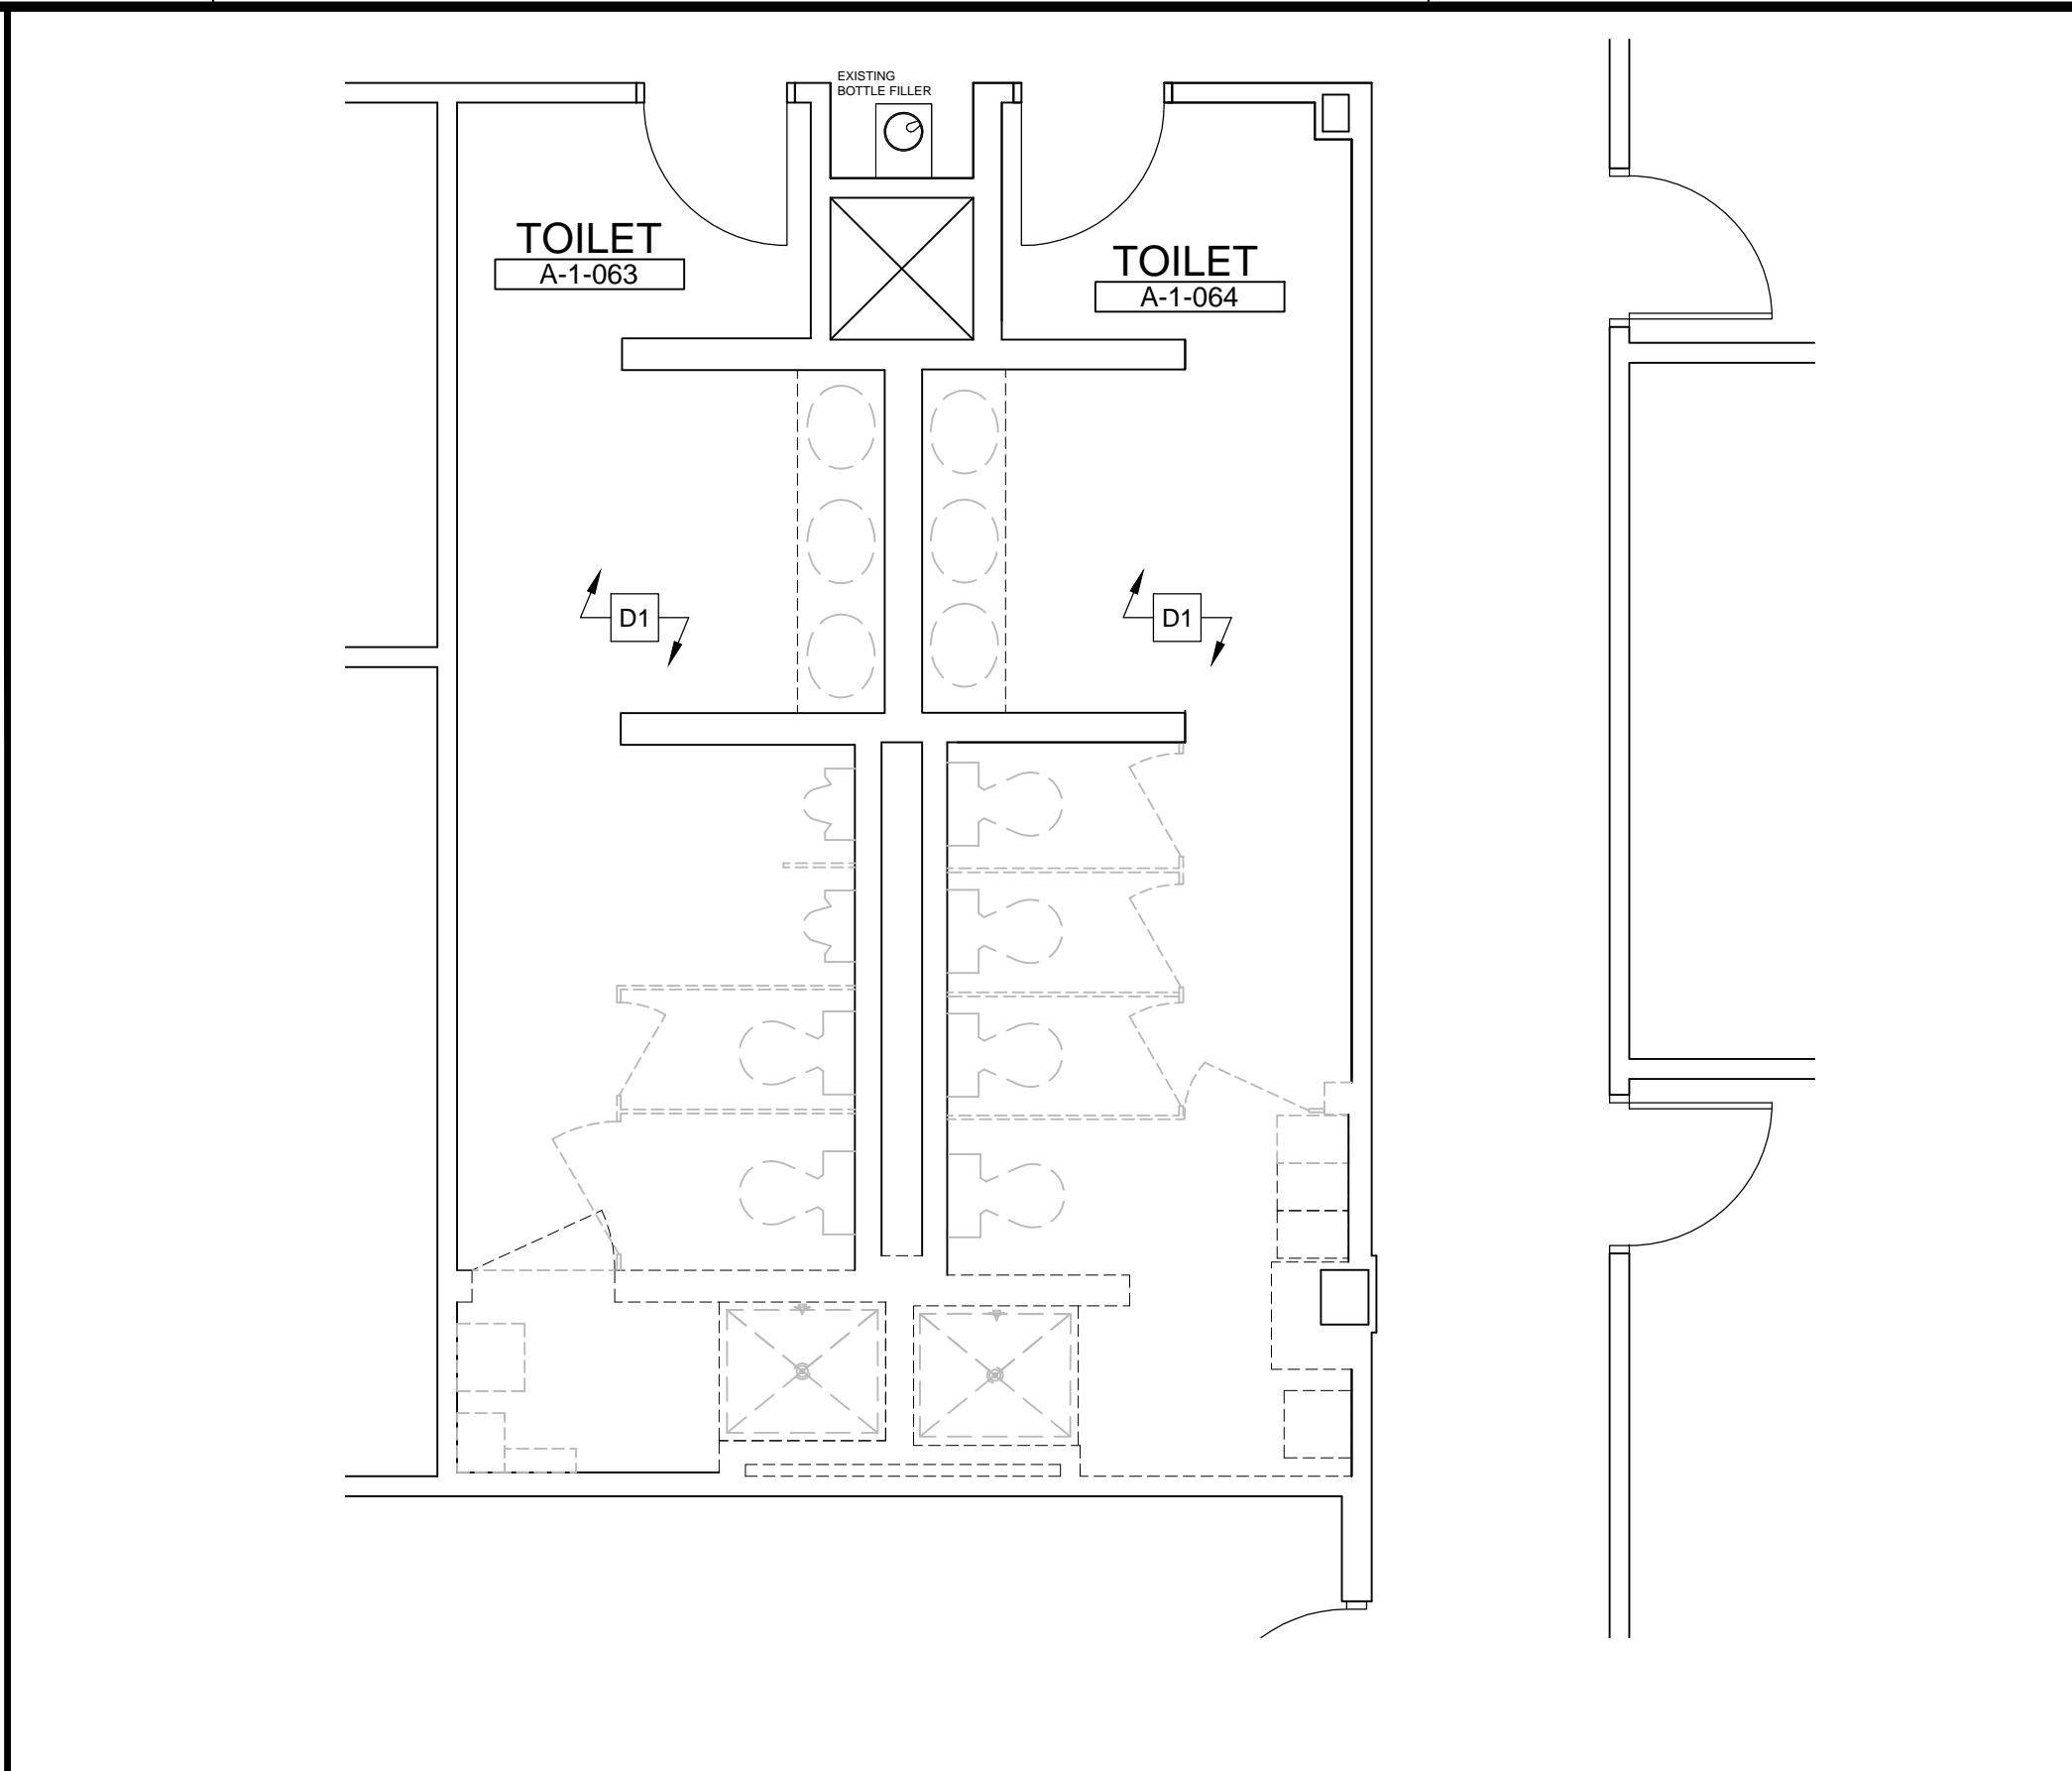 EXISTING
BOTTLE FILLER
TOILET
A-1-063
TOILET
A-1-064
D1
D1